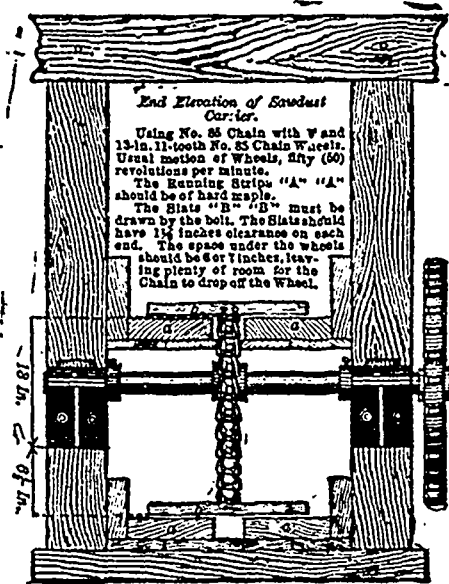 End Elevation of Sawdust
Carrier.
Using No. 85 Chain with and
13-in. 11-tooth No. 85 Chain Wheels.
Usual motion of Wheels, fifty (50)
revolutions per minute.
The Running Strips "A" "A"
should be of hard maple.
The Slats "B" "B" must be
drawn by the bolt. The Slats should
have 1½ inches clearance on each
end. The space under the wheels
should be 6 or 7 inches, leav-
ing plenty of room for the
Chain to drop off the Wheel.
b
a
a
18 In.
6½ In.
b
a
a